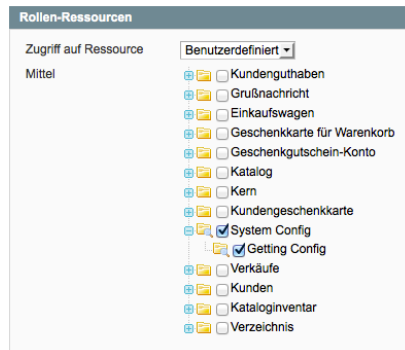 Rollen-Ressourcen
Zugriff auf Ressource Benutzerdefiniert
Mittel
Kundenguthaben
Grußnachricht
Einkaufswagen
Geschenkkarte für Warenkorb
Geschenkgutschein-Konto
Katalog
Kern
Kundengeschenkkarte
System Config
Getting Config
Verkäufe
Kunden
Kataloginventar
Verzeichnis